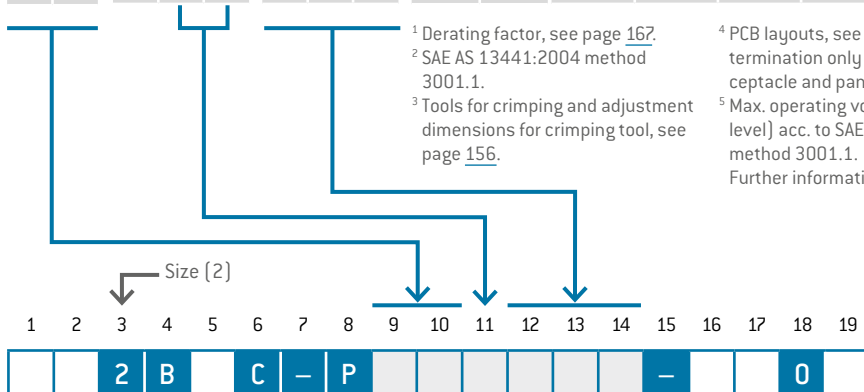 ¹ Derating factor, see page 167.
² SAE AS 13441:2004 method
3001.1.
³ Tools for crimping and adjustment
dimensions for crimping tool, see
page 156.
⁴ PCB layouts, see
termination only
ceptacle and pan
⁵ Max. operating vo
level) acc. to SAE
method 3001.1.
Further informati
Size (2)
1 2 3 4 5 6 7 8 9 10 11 12 13 14 15 16 17 18 19
2 B C – P – 0